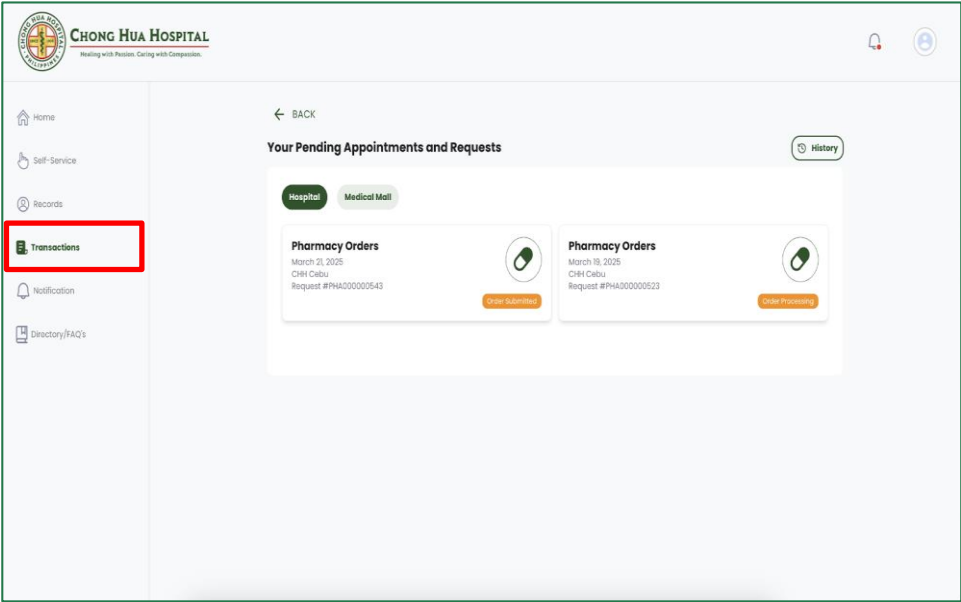 CHONG HUA HOSPITAL
Healing with Passion. Caring with Compassion.
Home
Self-Service
Records
Transactions
Notification
Directory/FAQ's
BACK
Your Pending Appointments and Requests
History
Hospital
Medical Mall
Pharmacy Orders
March 21, 2025
CHH Cebu
Request #PHA000000543
Order Submitted
Pharmacy Orders
March 19, 2025
CHH Cebu
Request #PHA000000523
Order Processing